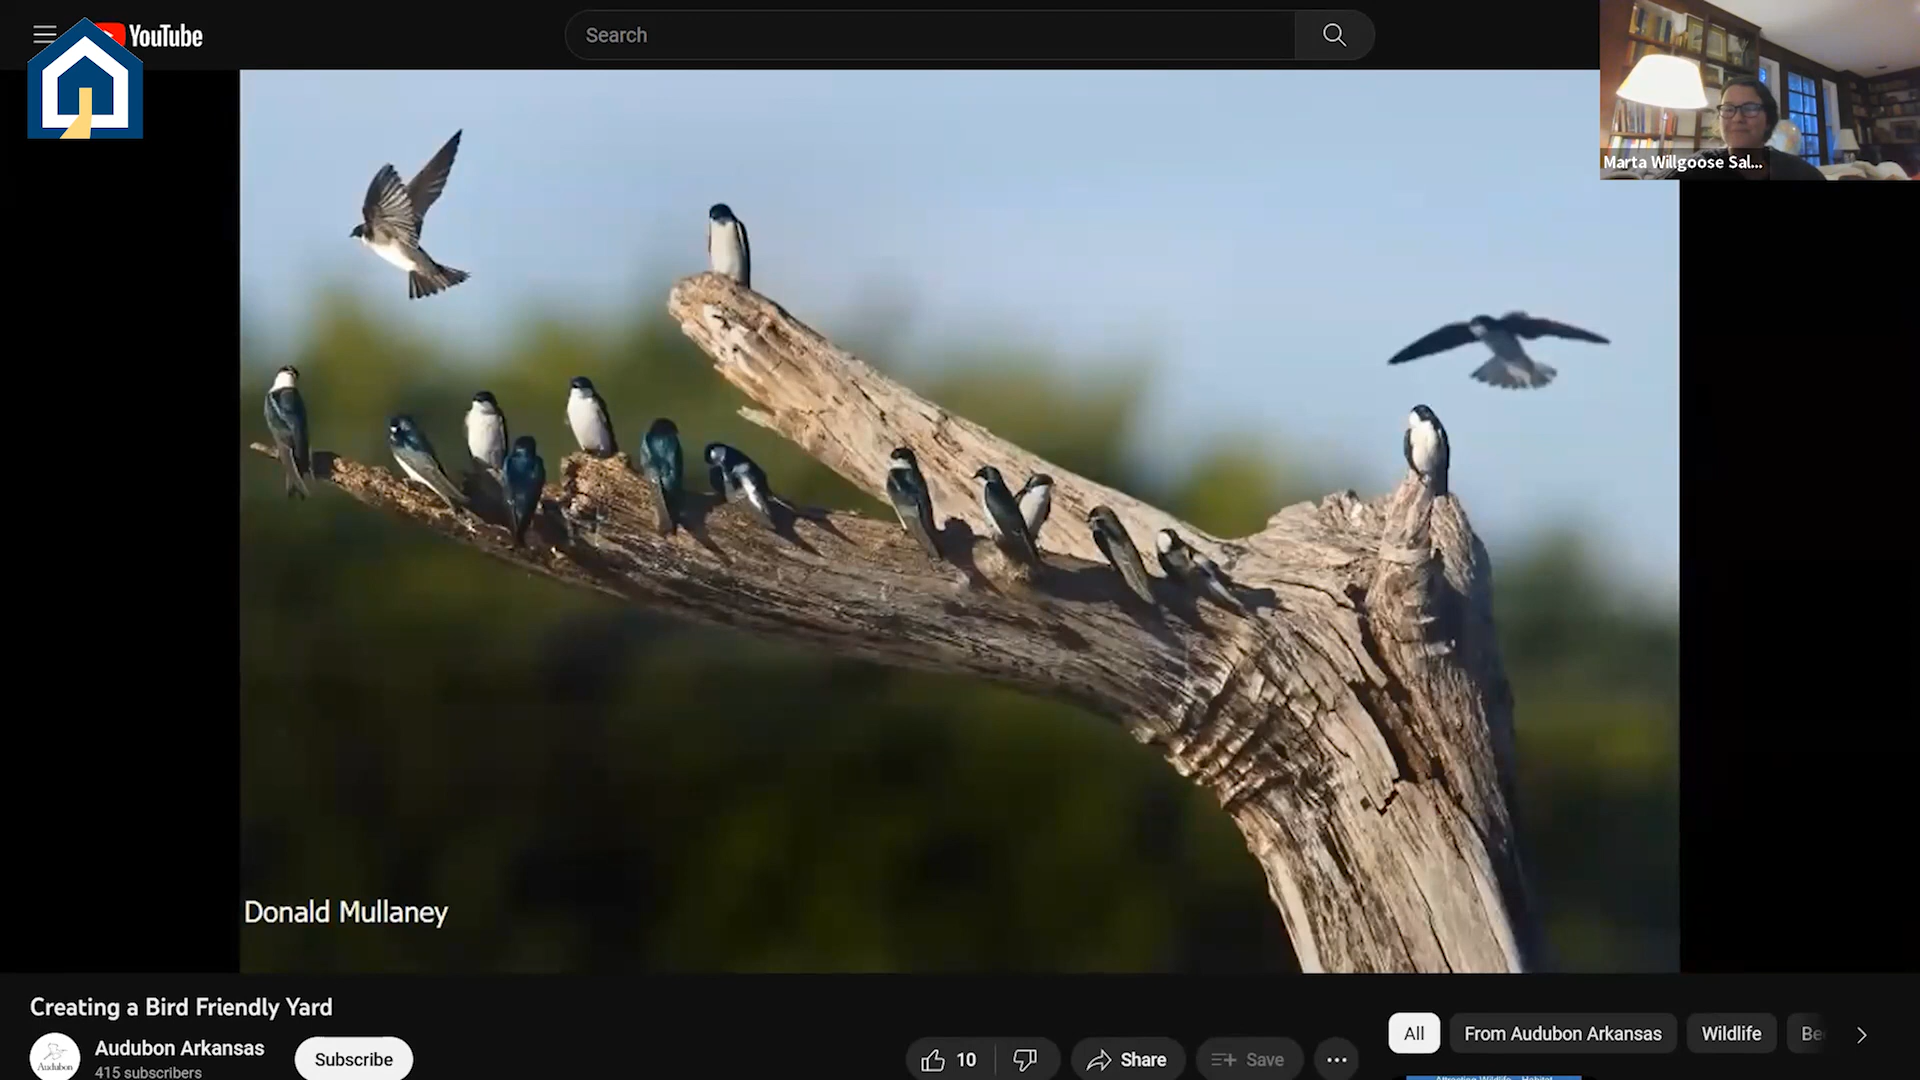 YouTube
Search
Marta Willgoose Sal...
Donald Mullaney
Creating a Bird Friendly Yard
Audubon Arkansas
415 subscribers
Subscribe
10
Share
Save
All
From Audubon Arkansas
Wildlife
Audubon